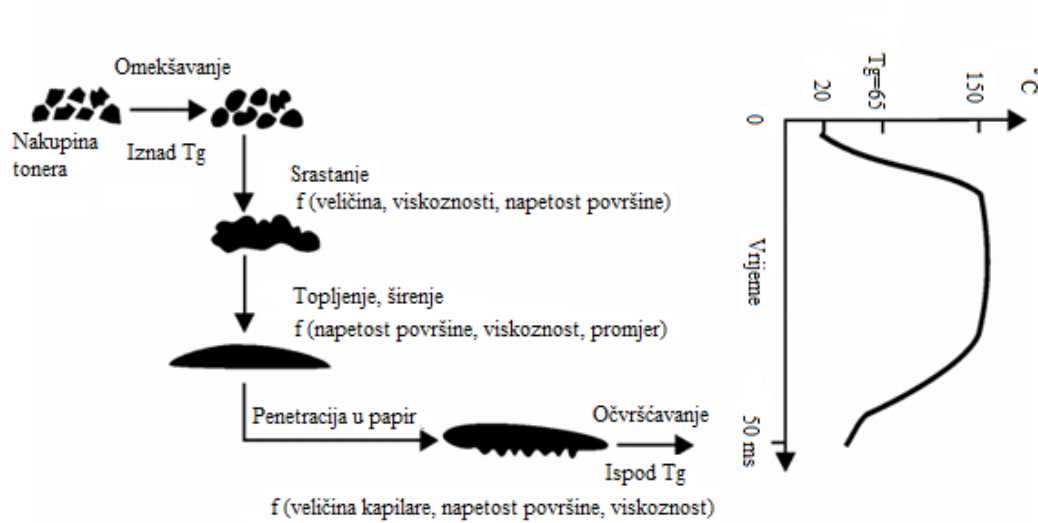 Omekšavanje
Nakupina
tonera
Iznad Tg
Srastanje
f (veličina, viskoznosti, napetost površine)
Topljenje, širenje
f (napetost površine, viskoznost, promjer)
Penetracija u papir
Očvršćavanje
Ispod Tg
f (veličina kapilare, napetost površine, viskoznost)
20
Tg=65
150
°C
0
Vrijeme
50 ms